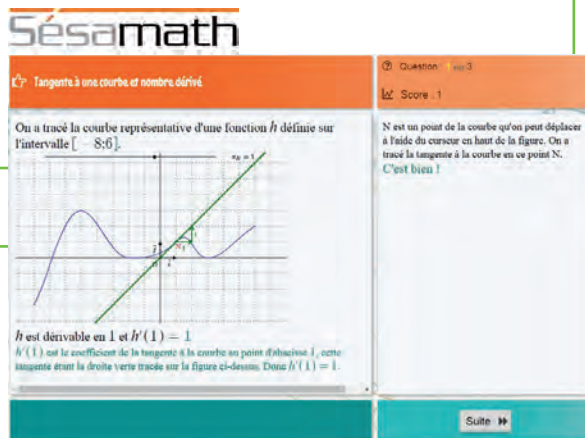 Sésamath
Tangente à une courbe et nombre dérivé
Question : 1 sur 3
Score : 1
On a tracé la courbe représentative d'une fonction h définie sur
l'intervalle [ − 8;6].
h est dérivable en 1 et h′(1) = 1
h′(1) est le coefficient de la tangente à la courbe au point d'abscisse 1, cette
tangente étant la droite verte tracée sur la figure ci-dessus. Donc h′(1) = 1.
N est un point de la courbe qu'on peut déplacer
à l'aide du curseur en haut de la figure. On a
tracé la tangente à la courbe en ce point N.
C'est bien !
Suite